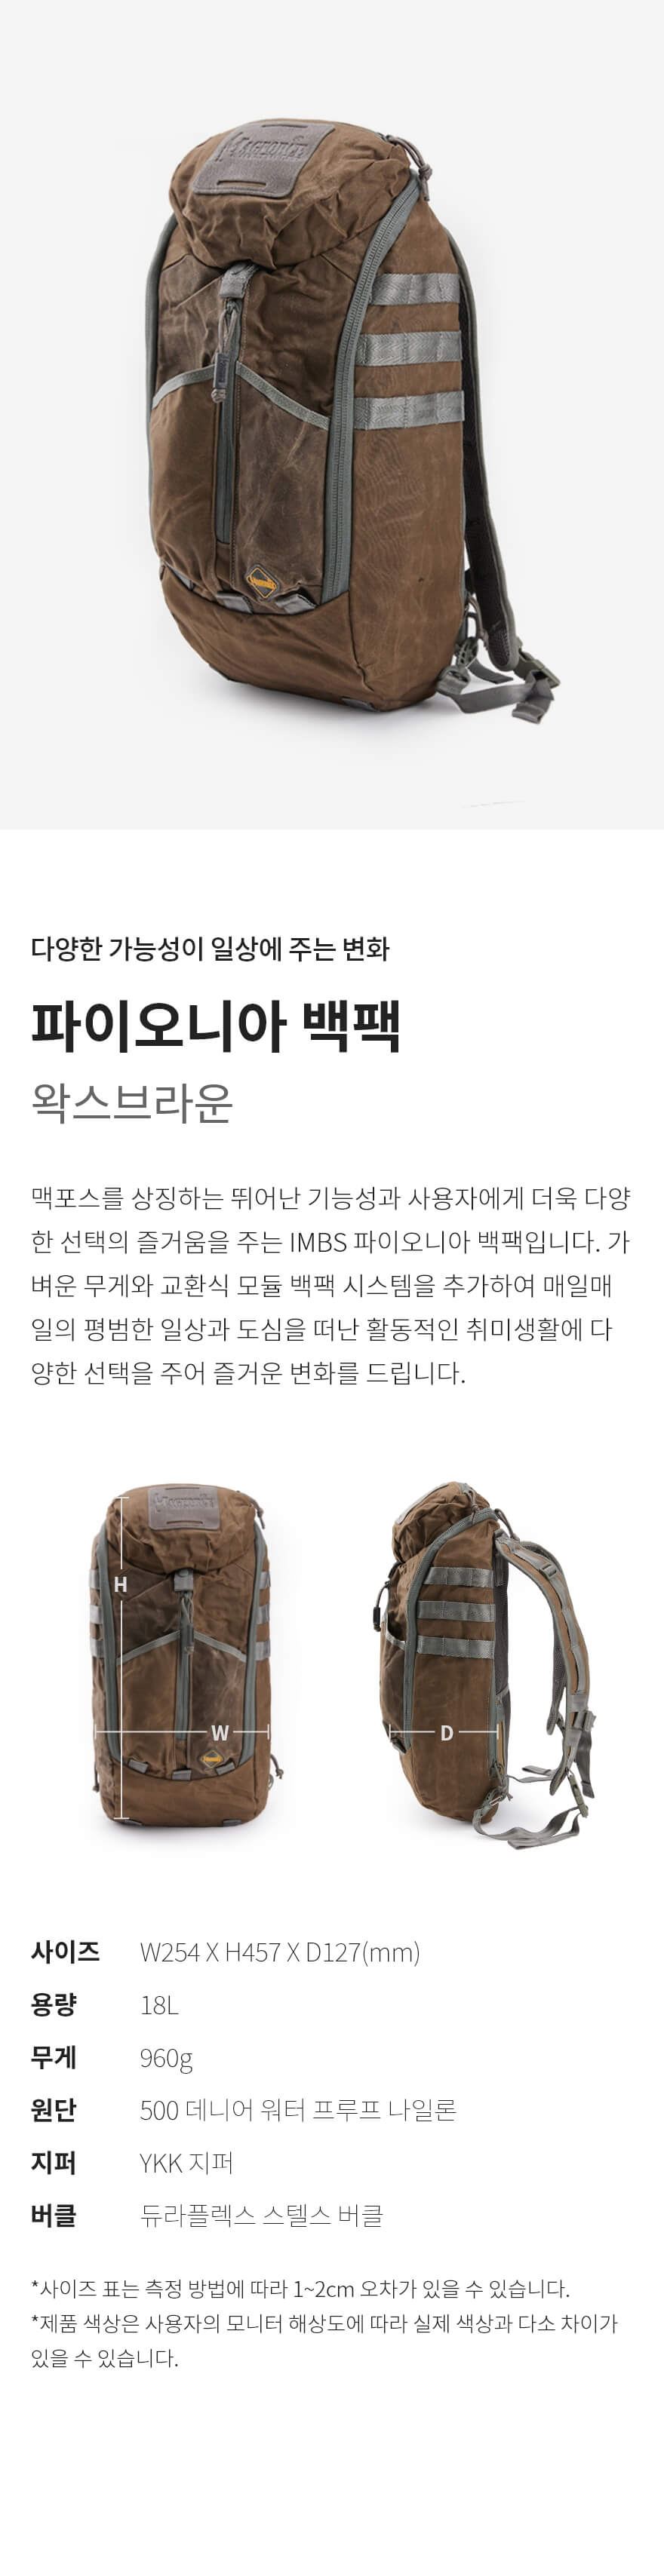 다양한 가능성이 일상에 주는 변화
파이오니아 백팩
왁스브라운
맥포스를 상징하는 뛰어난 기능성과 사용자에게 더욱 다양
한 선택의 즐거움을 주는 IMBS 파이오니아 백팩입니다. 가
벼운 무게와 교환식 모듈 백팩 시스템을 추가하여 매일매
일의 평범한 일상과 도심을 떠난 활동적인 취미생활에 다
양한 선택을 주어 즐거운 변화를 드립니다.
H
W
D
사이즈 W254 X H457 X D127(mm)
용량 18L
무게 960g
원단 500 데니어 워터 프루프 나일론
지퍼 YKK 지퍼
버클 듀라플렉스 스텔스 버클
*사이즈 표는 측정 방법에 따라 1~2cm 오차가 있을 수 있습니다.
*제품 색상은 사용자의 모니터 해상도에 따라 실제 색상과 다소 차이가
있을 수 있습니다.